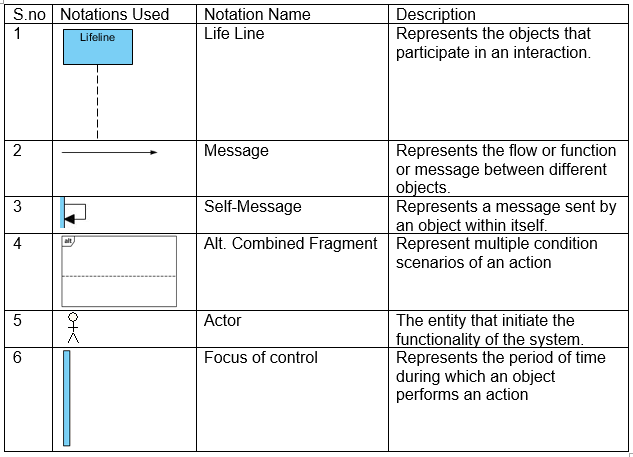 S.no Notations Used Notation Name Description
1 Lifeline Life Line Represents the objects that
participate in an interaction.
2 Message Represents the flow or function
or message between different
objects.
3 Self-Message Represents a message sent by
an object within itself.
4 alt Alt. Combined Fragment Represent multiple condition
scenarios of an action
5 Actor The entity that initiate the
functionality of the system.
6 Focus of control Represents the period of time
during which an object
performs an action